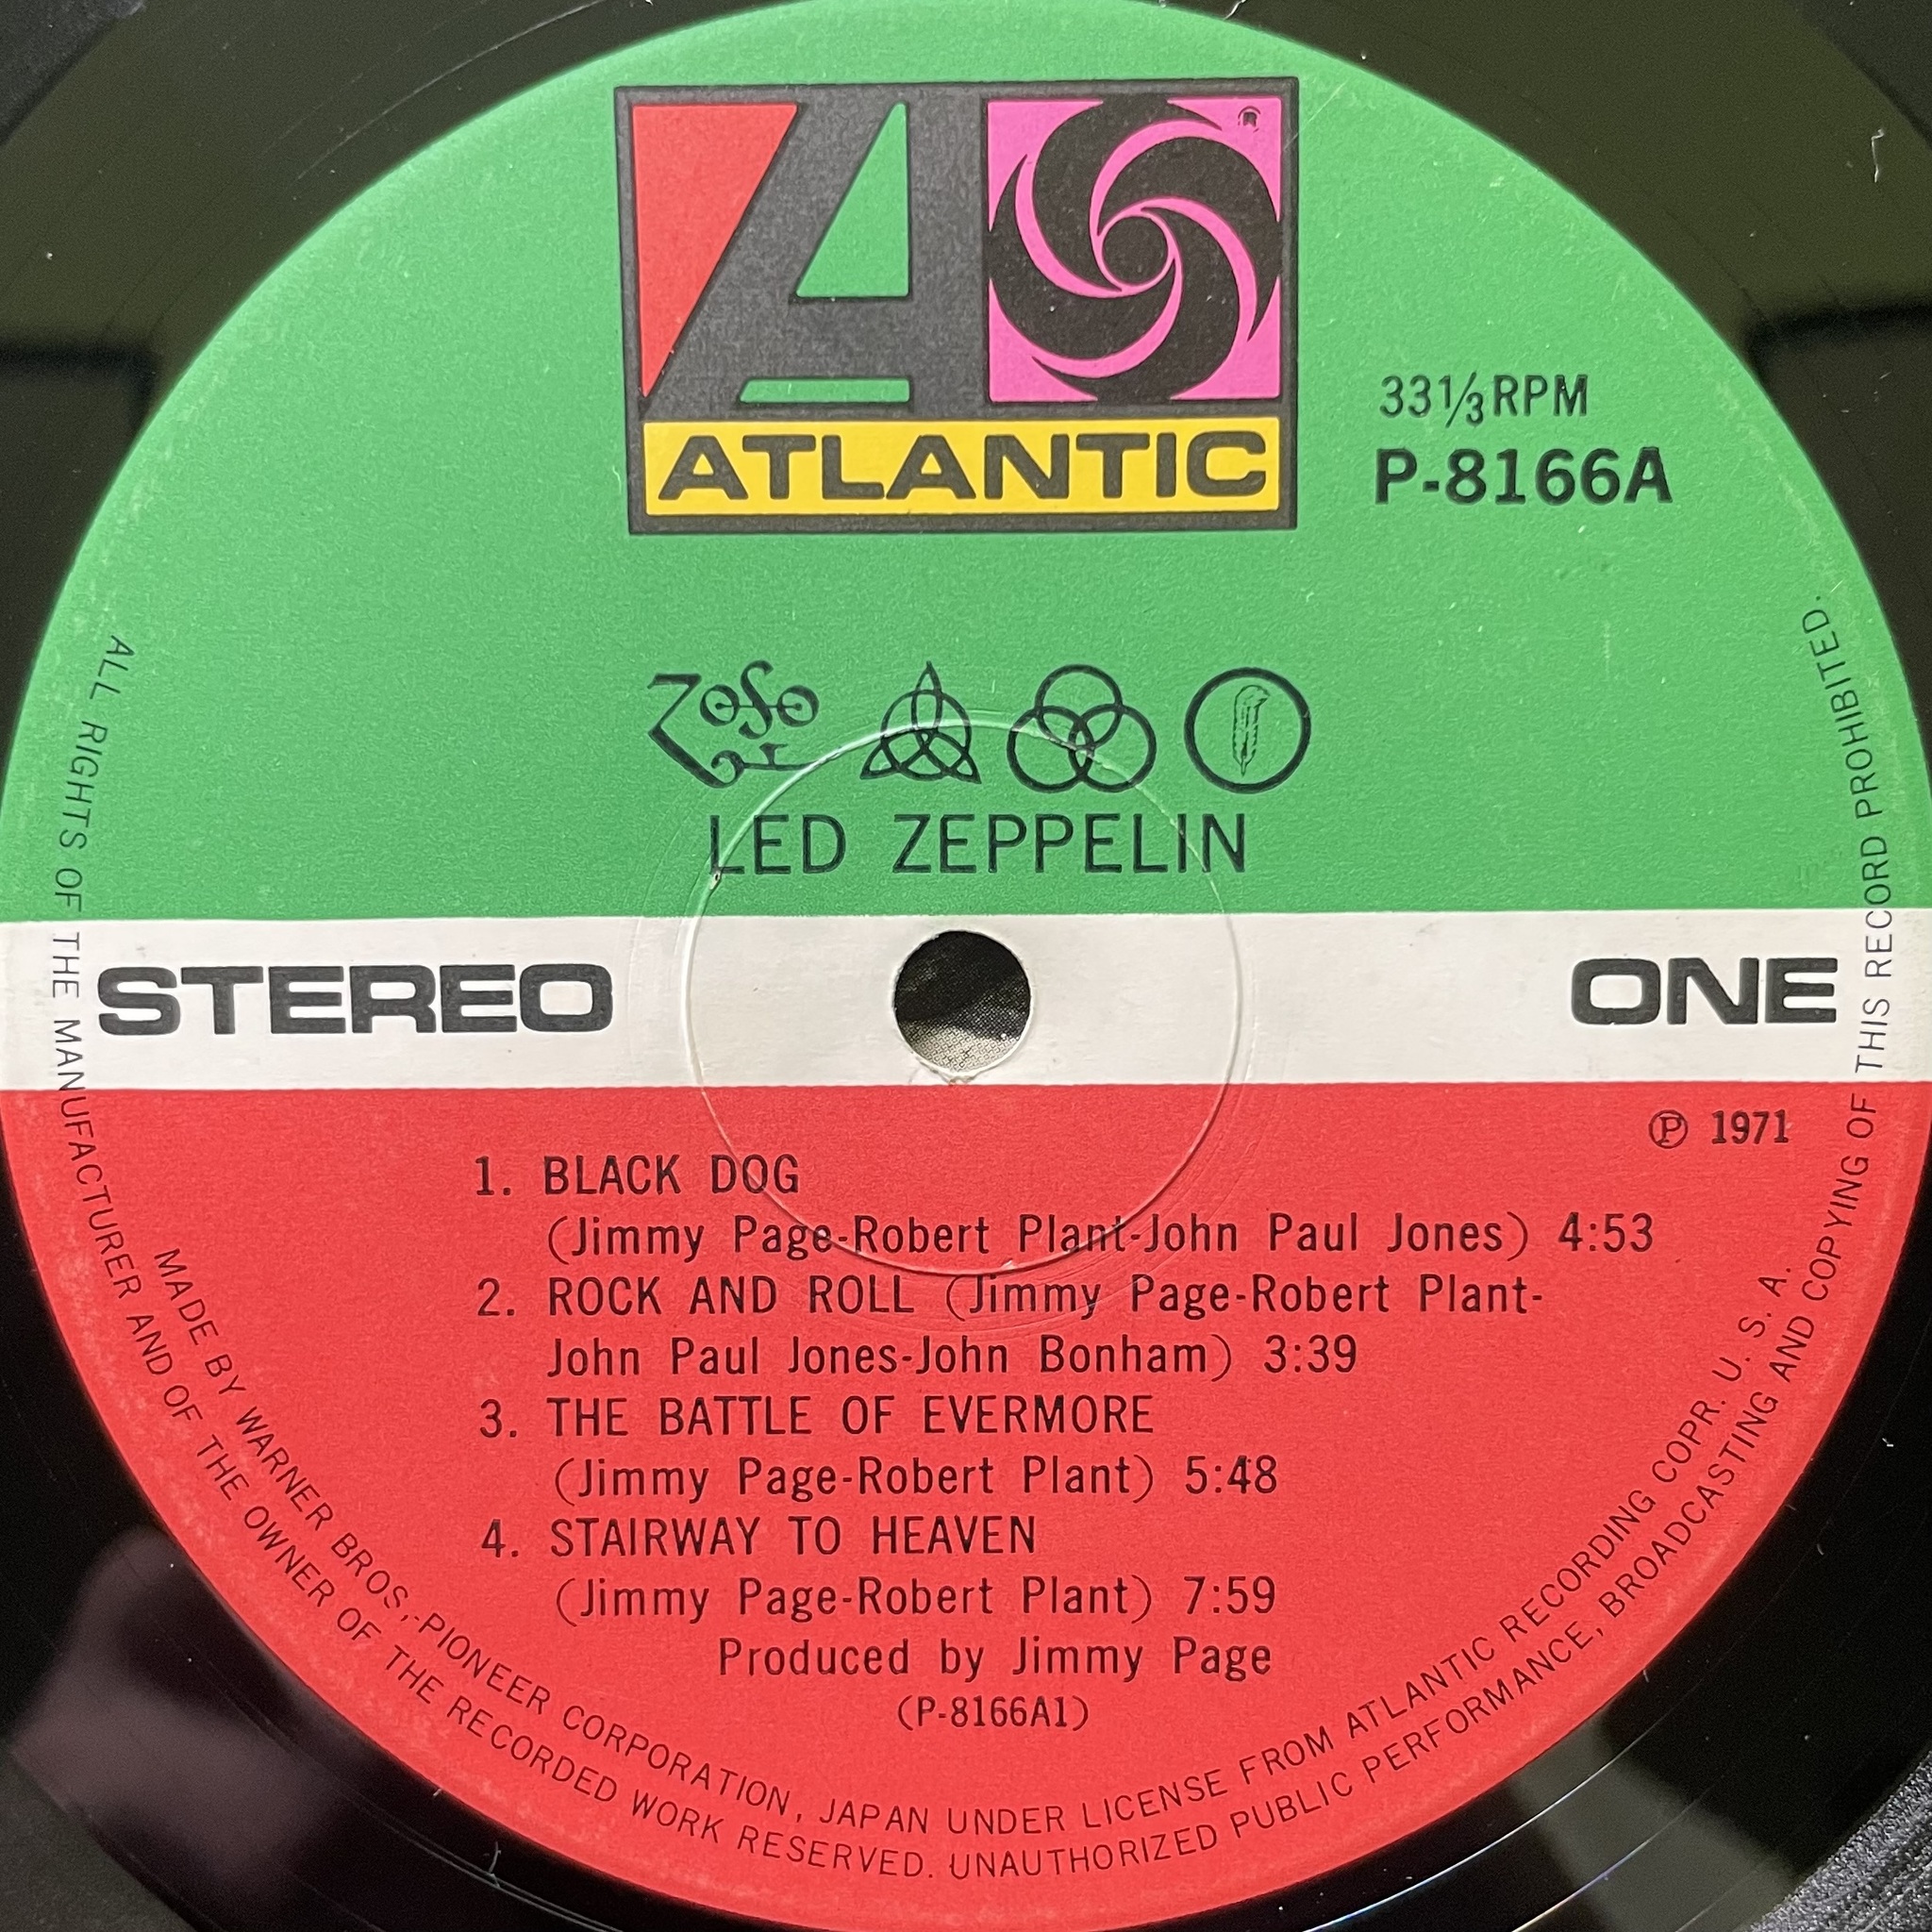 ATLANTIC
®
33⅓RPM
P-8166A
LED ZEPPELIN
STEREO
ONE
Ⓟ 1971
1. BLACK DOG
(Jimmy Page-Robert Plant-John Paul Jones) 4:53
2. ROCK AND ROLL (Jimmy Page-Robert Plant-
John Paul Jones-John Bonham) 3:39
3. THE BATTLE OF EVERMORE
(Jimmy Page-Robert Plant) 5:48
4. STAIRWAY TO HEAVEN
(Jimmy Page-Robert Plant) 7:59
Produced by Jimmy Page
(P-8166A1)
MADE BY WARNER BROS.-PIONEER CORPORATION, JAPAN UNDER LICENSE FROM ATLANTIC RECORDING COPR. U. S. A.
ALL RIGHTS OF THE MANUFACTURER AND OF THE OWNER OF THE RECORDED WORK RESERVED. UNAUTHORIZED PUBLIC PERFORMANCE, BROADCASTING AND COPYING OF THIS RECORD PROHIBITED.